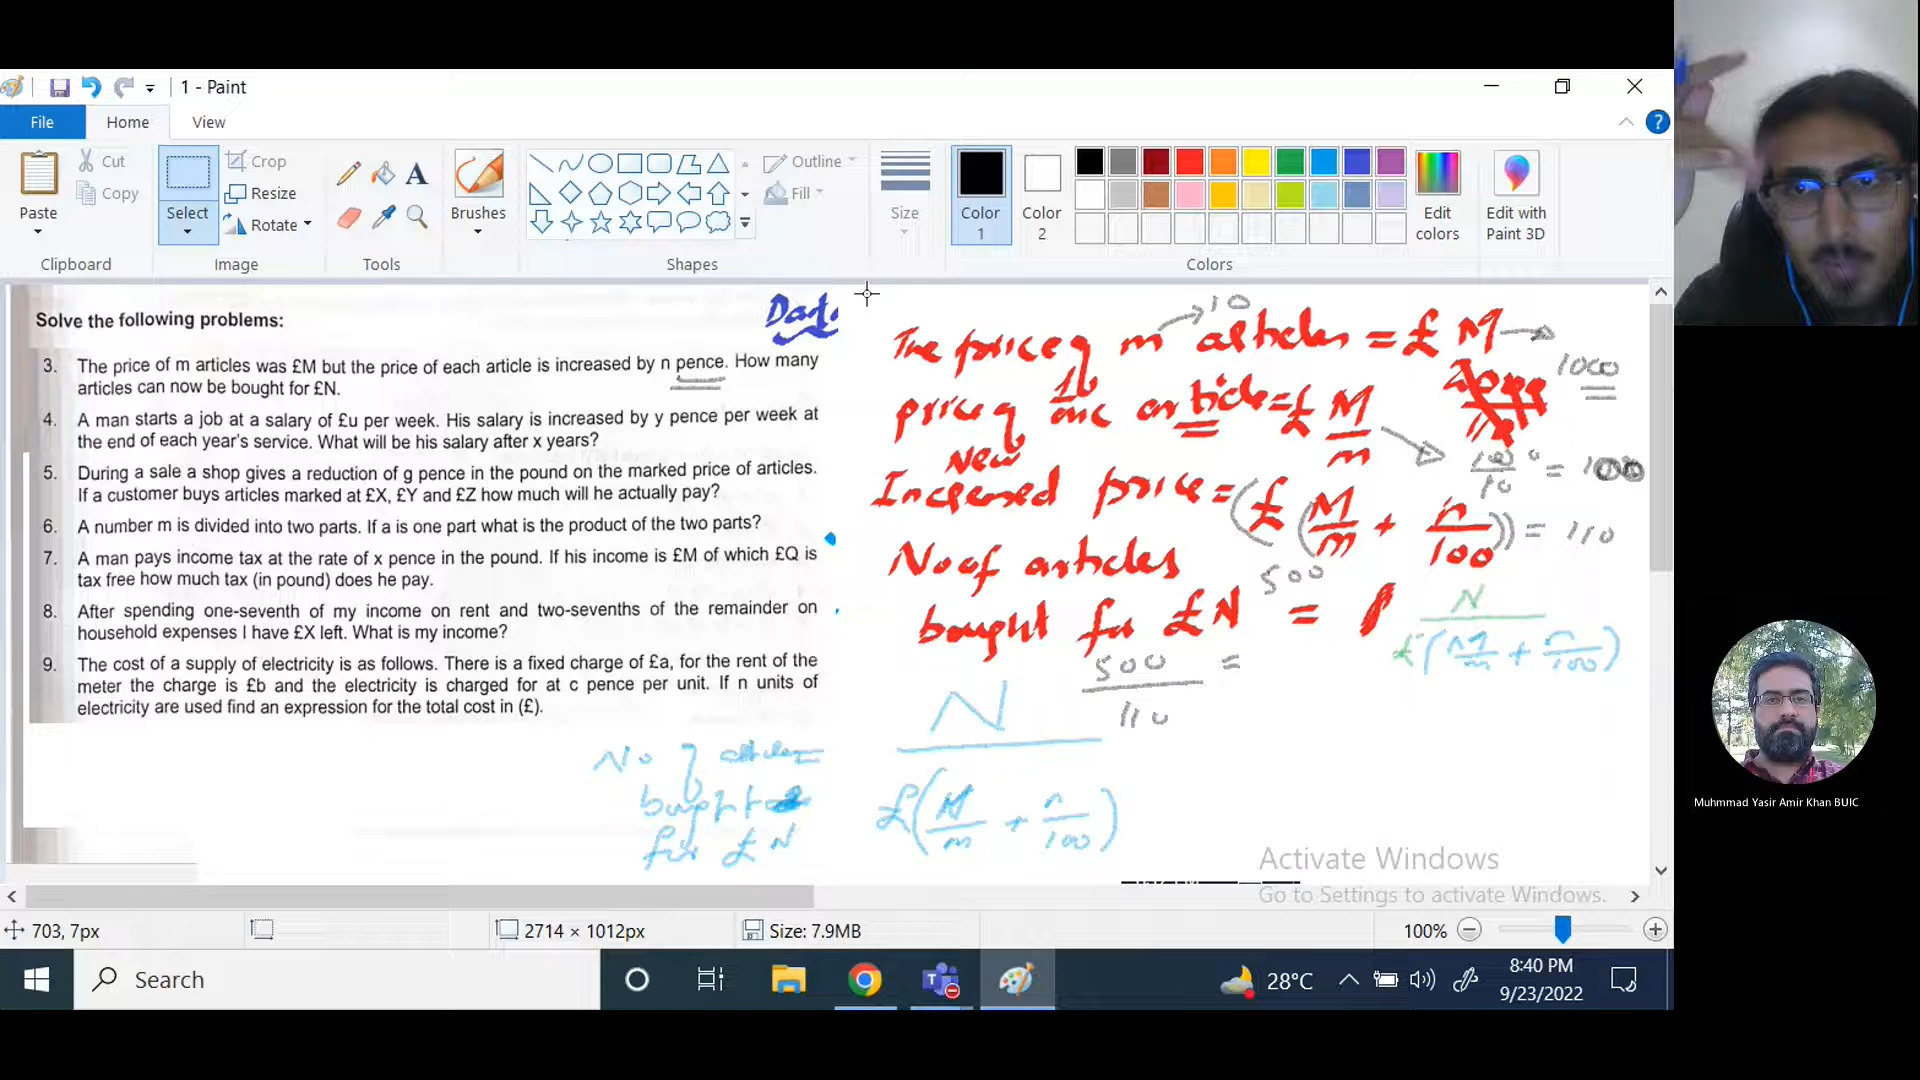 1 - Paint
File Home View
Paste Cut Copy Select Crop Resize Rotate Brushes Outline Fill Size Color 1 Color 2 Edit colors Edit with Paint 3D
Clipboard Image Tools Shapes Colors
Solve the following problems:
3. The price of m articles was £M but the price of each article is increased by n pence. How many
articles can now be bought for £N.
4. A man starts a job at a salary of £u per week. His salary is increased by y pence per week at
the end of each year's service. What will be his salary after x years?
5. During a sale a shop gives a reduction of g pence in the pound on the marked price of articles.
If a customer buys articles marked at £X, £Y and £Z how much will he actually pay?
6. A number m is divided into two parts. If a is one part what is the product of the two parts?
7. A man pays income tax at the rate of x pence in the pound. If his income is £M of which £Q is
tax free how much tax (in pound) does he pay.
8. After spending one-seventh of my income on rent and two-sevenths of the remainder on
household expenses I have £X left. What is my income?
9. The cost of a supply of electricity is as follows. There is a fixed charge of £a, for the rent of the
meter the charge is £b and the electricity is charged for at c pence per unit. If n units of
electricity are used find an expression for the total cost in (£).
10
The price of m articles = £ M
1000
price of one article = £ M/m
New
Increased price = (£ (M/m + n/100)) = 110
No of articles
500
bought for £N = N / £(M/m + n/100)
500 / 110 =
No of articles =
bought
for £N
N / £(M/m + n/100)
Activate Windows
Go to Settings to activate Windows.
703, 7px 2714 × 1012px Size: 7.9MB 100%
Search 28°C 8:40 PM
9/23/2022
Muhmmad Yasir Amir Khan BUIC